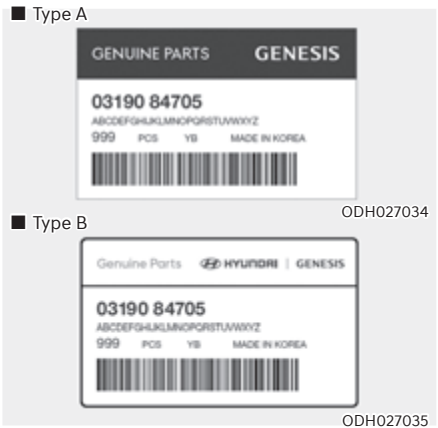 ■ Type A
GENUINE PARTS GENESIS
03190 84705
ABCDEFGHIJKLMNOPQRSTUVWXYZ
999 PCS YB MADE IN KOREA
ODH027034
■ Type B
Genuine Parts HYUNDAI | GENESIS
03190 84705
ABCDEFGHIJKLMNOPQRSTUVWXYZ
999 PCS YB MADE IN KOREA
ODH027035